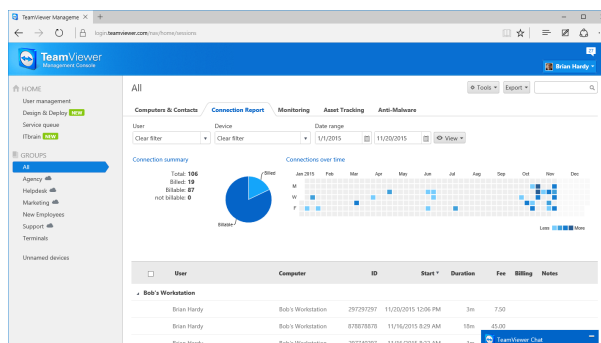 TeamViewer Manageme
login.teamviewer.com/nav/home/sessions
TeamViewer
Management Console
Brian Hardy
HOME
User management
Design & Deploy NEW
Service queue
ITbrain NEW
GROUPS
All
Agency
Helpdesk
Marketing
New Employees
Support
Terminals
Unnamed devices
All
Tools Export
Computers & Contacts Connection Report Monitoring Asset Tracking Anti-Malware
User Device Date range
Clear filter Clear filter 1/1/2015 11/20/2015 View
Connection summary
Total: 106
Billed: 19
Billable: 87
not billable: 0
Billed
Billable
Connections over time
Jan 2015 Feb Mar Apr May Jun Jul Aug Sep Oct Nov Dec
M
W
F
Less More
User Computer ID Start Duration Fee Billing Notes
Bob's Workstation
Brian Hardy Bob's Workstation 297297297 11/20/2015 12:06 PM 3m 7.50
Brian Hardy Bob's Workstation 878878878 11/16/2015 8:29 AM 18m 45.00
Brian Hardy Bob's Workstation
TeamViewer Chat